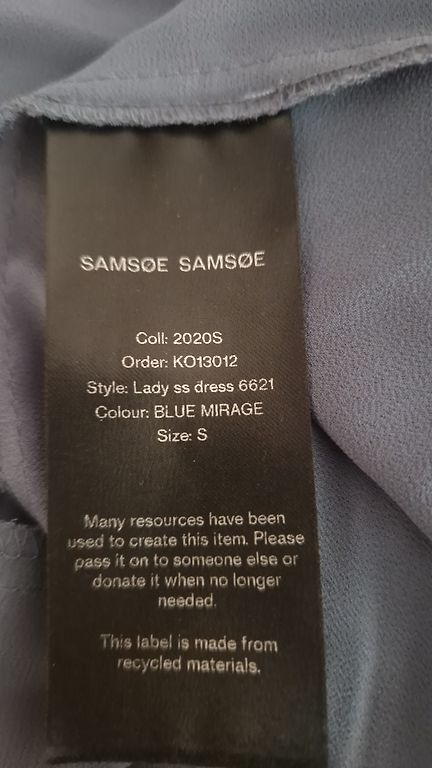 SAMSØE SAMSØE
Coll: 2020S
Order: KO13012
Style: Lady ss dress 6621
Colour: BLUE MIRAGE
Size: S
Many resources have been
used to create this item. Please
pass it on to someone else or
donate it when no longer
needed.
This label is made from
recycled materials.